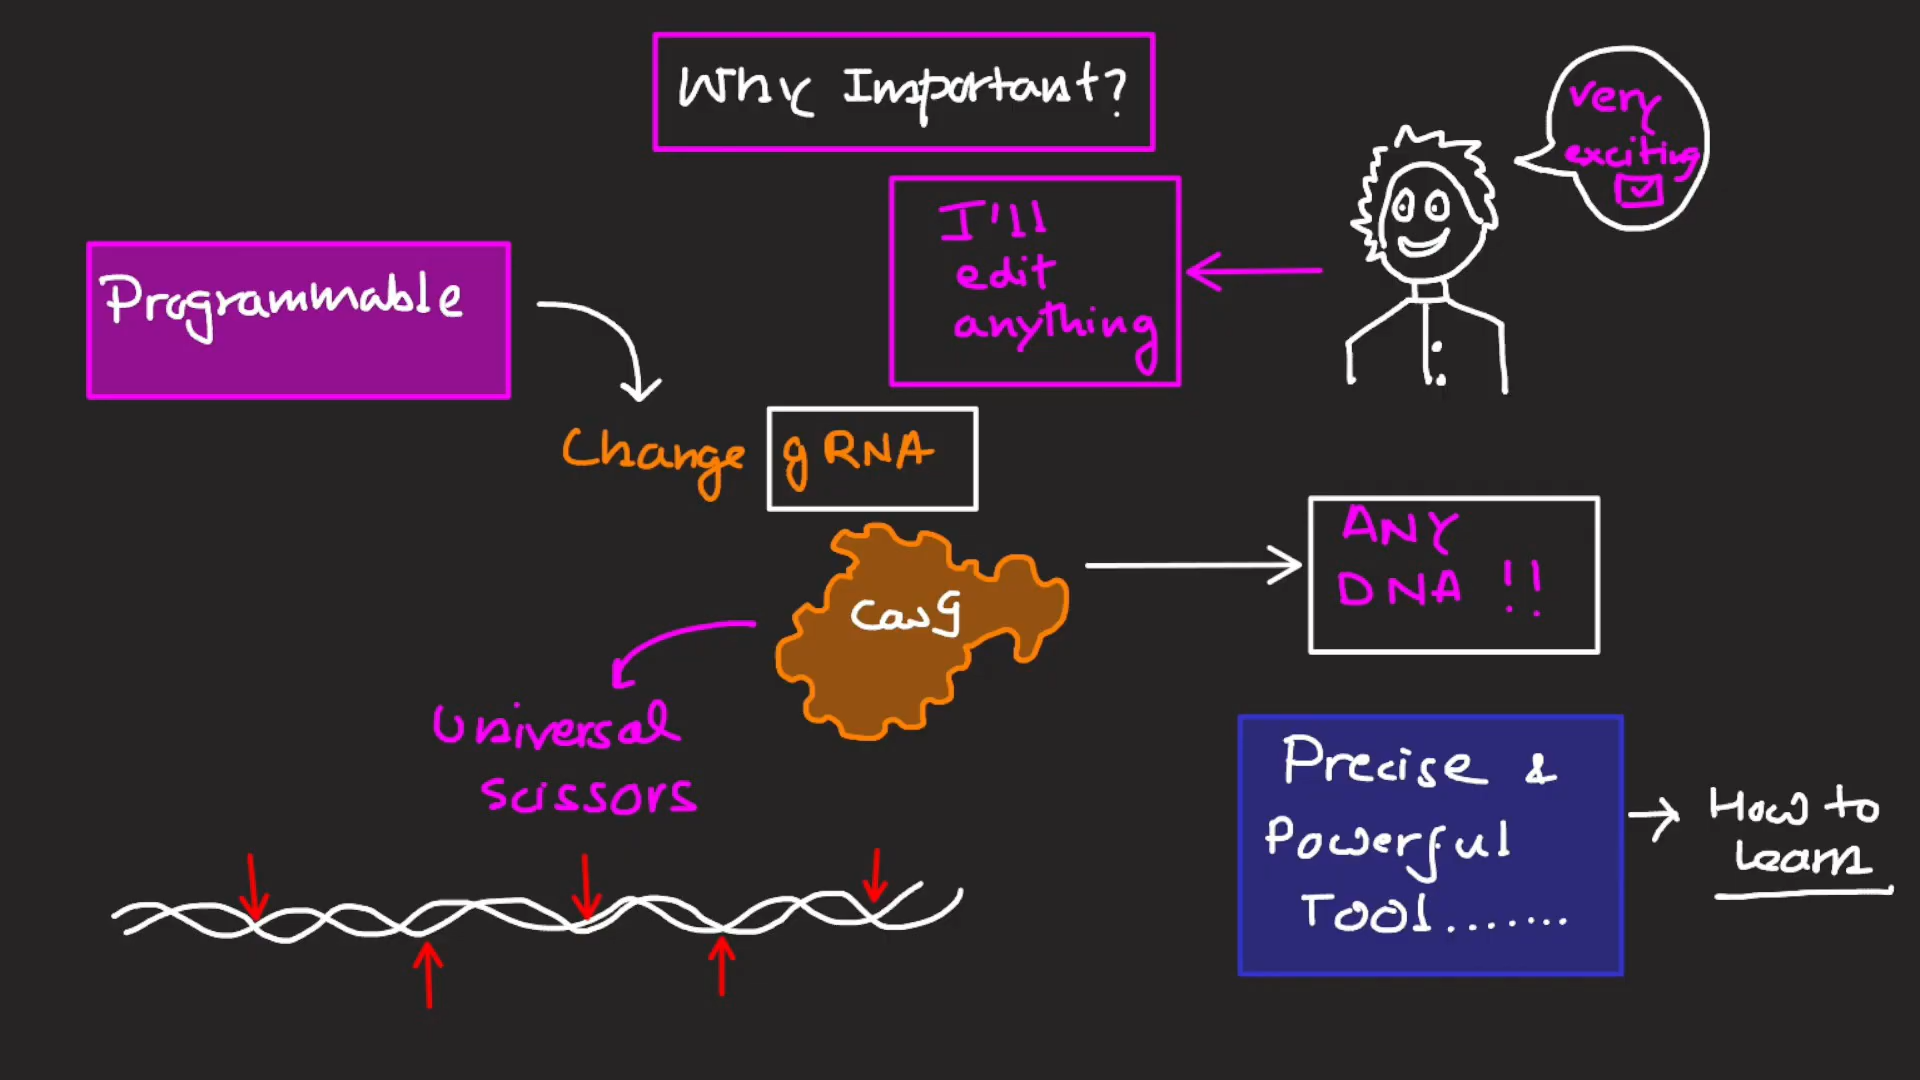 Why Important?
very
exciting
I'll
edit
anything
Programmable
Change gRNA
Cas9
ANY
DNA !!
Universal
scissors
Precise &
Powerful
TOOl.......
How to
learn